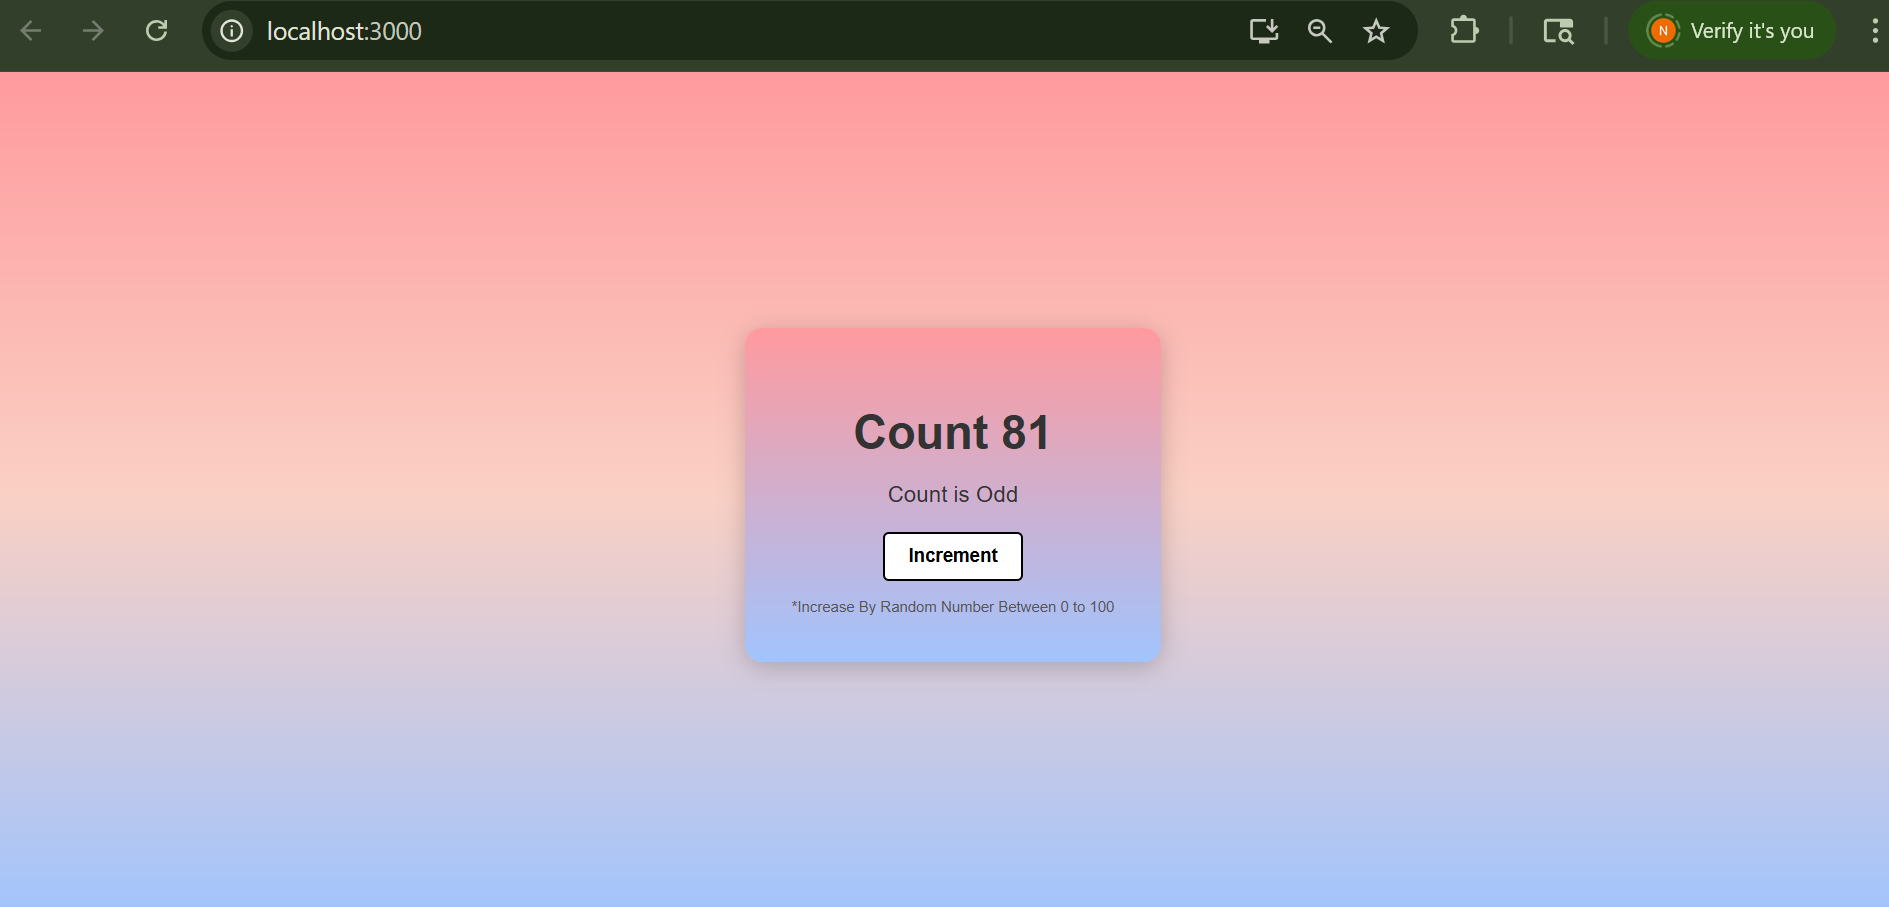 localhost:3000
N
Verify it's you
Count 81
Count is Odd
Increment
*Increase By Random Number Between 0 to 100